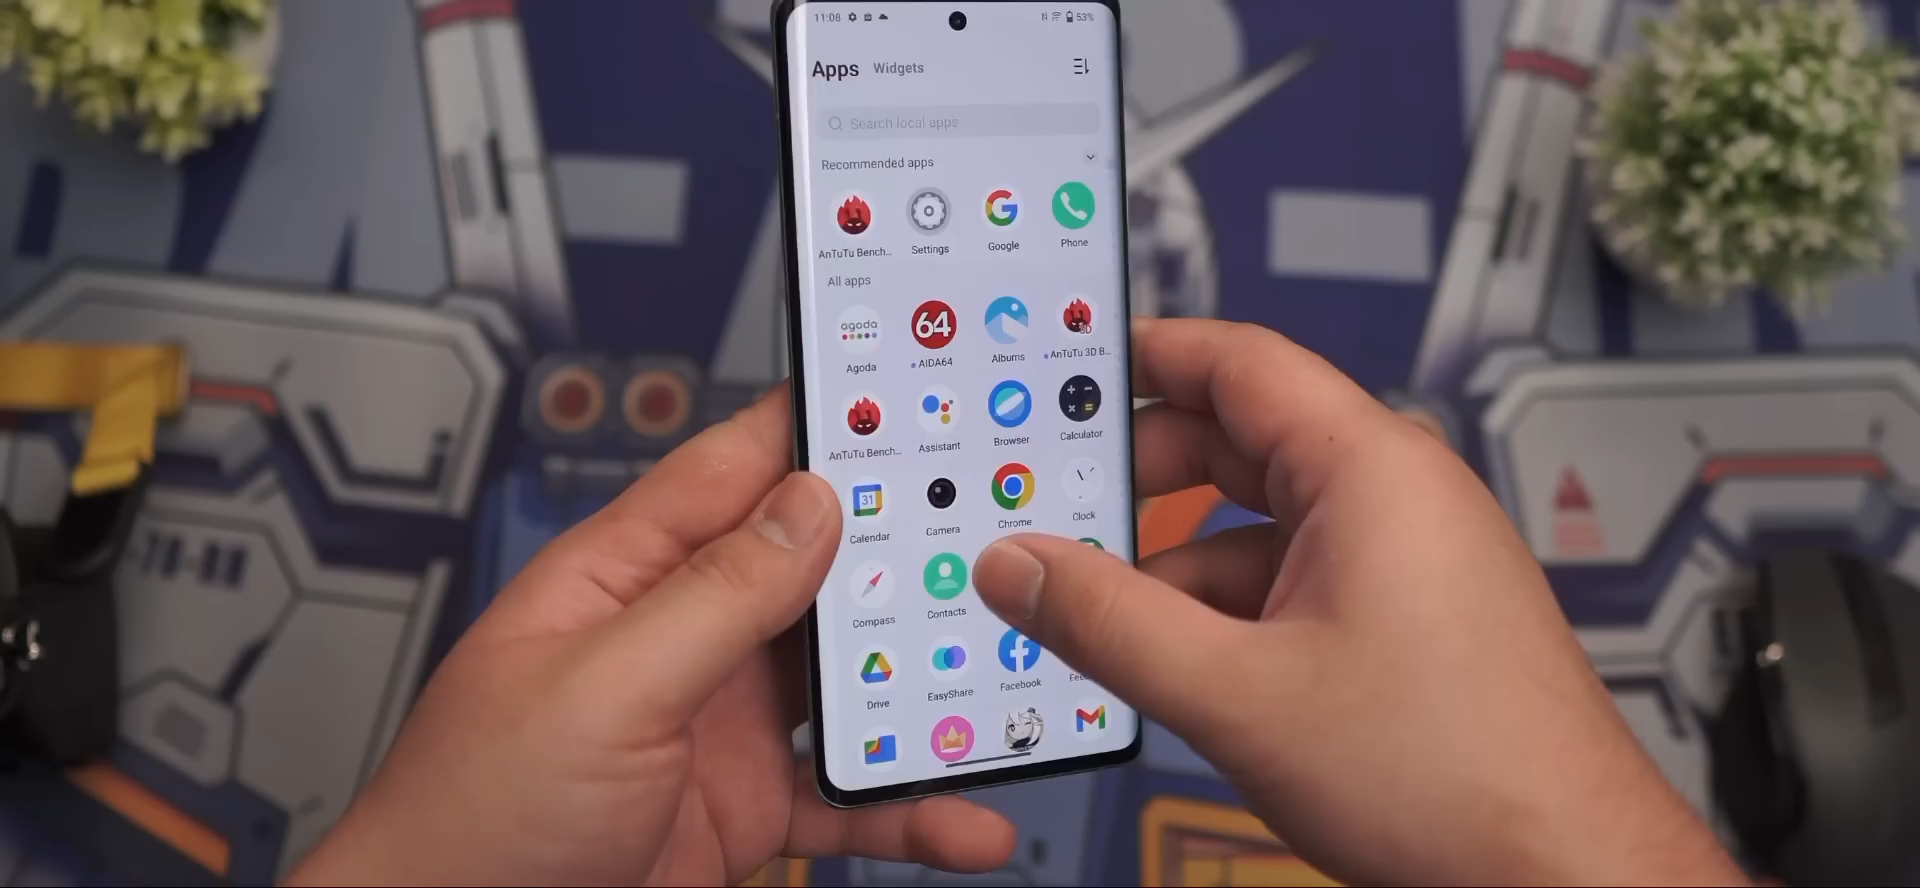 11:08
53%
Apps Widgets
Search local apps
Recommended apps
AnTuTu Bench... Settings Google Phone
All apps
agoda 64
Agoda AIDA64 Albums AnTuTu 3D B...
AnTuTu Bench... Assistant Browser Calculator
31
Calendar Camera Chrome Clock
Compass Contacts
Drive EasyShare Facebook